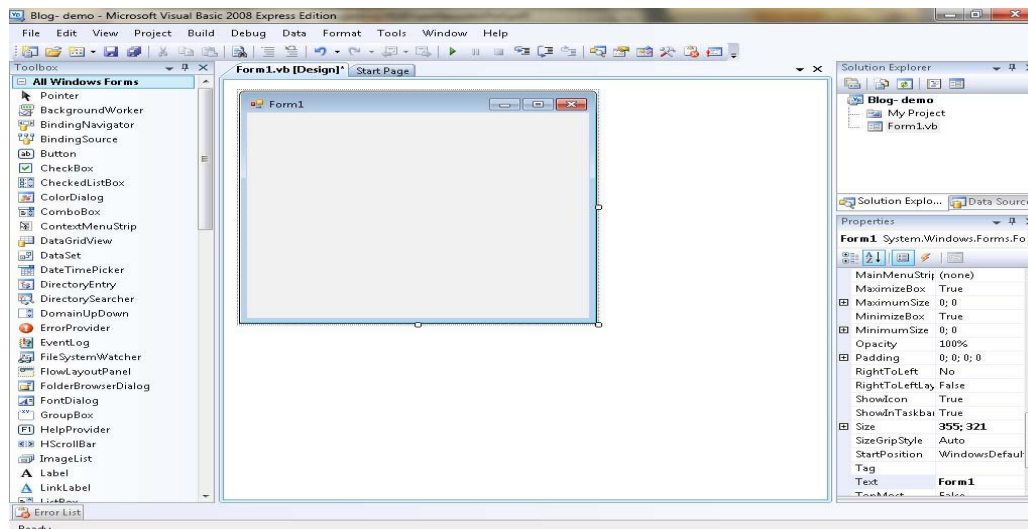 Blog- demo - Microsoft Visual Basic 2008 Express Edition
File Edit View Project Build Debug Data Format Tools Window Help
Toolbox
All Windows Forms
Pointer
BackgroundWorker
BindingNavigator
BindingSource
Button
CheckBox
CheckedListBox
ColorDialog
ComboBox
ContextMenuStrip
DataGridView
DataSet
DateTimePicker
DirectoryEntry
DirectorySearcher
DomainUpDown
ErrorProvider
EventLog
FileSystemWatcher
FlowLayoutPanel
FolderBrowserDialog
FontDialog
GroupBox
HelpProvider
HScrollBar
ImageList
Label
LinkLabel
ListBox
Form1.vb [Design]* Start Page
Form1
Solution Explorer
Blog- demo
My Project
Form1.vb
Solution Explo... Data Source
Properties
Form1 System.Windows.Forms.Fo
MainMenuStrip (none)
MaximizeBox True
MaximumSize 0; 0
MinimizeBox True
MinimumSize 0; 0
Opacity 100%
Padding 0; 0; 0; 0
RightToLeft No
RightToLeftLay False
ShowIcon True
ShowInTaskbar True
Size 355; 321
SizeGripStyle Auto
StartPosition WindowsDefaul
Tag
Text Form1
TopMost False
Error List
Ready